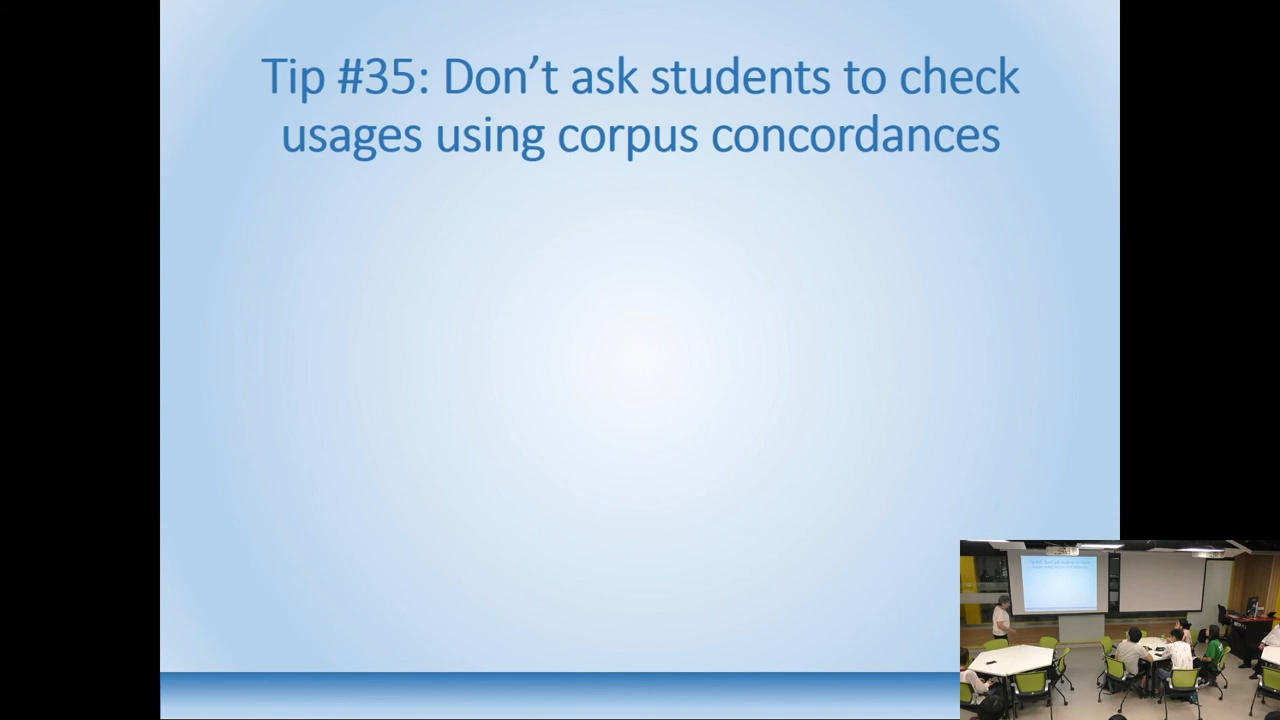 Tip #35: Don’t ask students to check
usages using corpus concordances